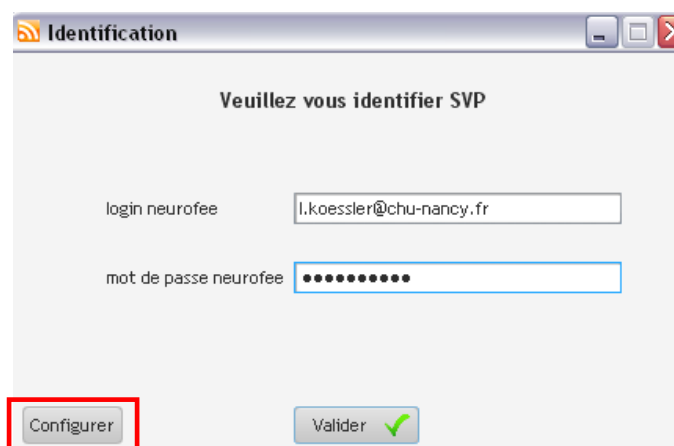 Identification
Veuillez vous identifier SVP
login neurofee l.koessler@chu-nancy.fr
mot de passe neurofee ●●●●●●●●●●
Configurer Valider